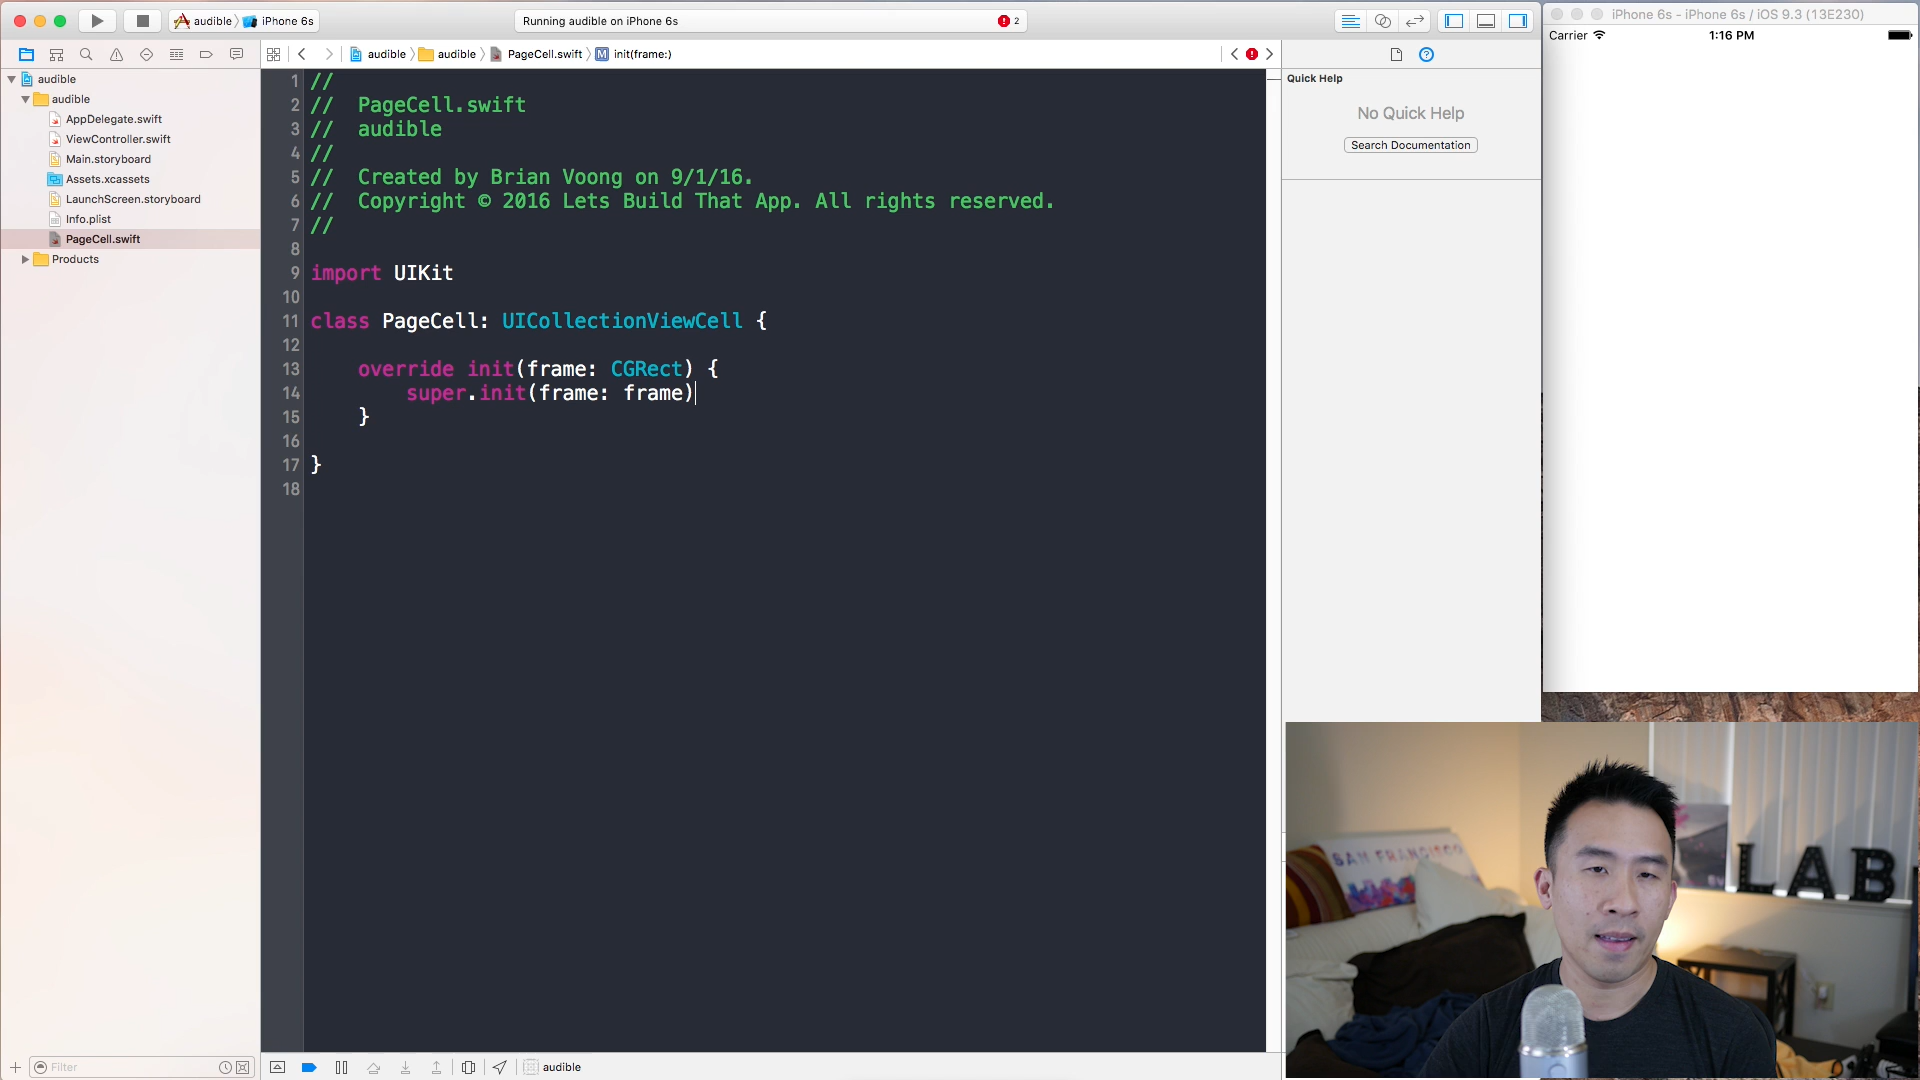 audible
iPhone 6s
Running audible on iPhone 6s
2
iPhone 6s - iPhone 6s / iOS 9.3 (13E230)
Carrier
1:16 PM
audible
audible
PageCell.swift
init(frame:)
audible
audible
AppDelegate.swift
ViewController.swift
Main.storyboard
Assets.xcassets
LaunchScreen.storyboard
Info.plist
PageCell.swift
Products
1 //
2 //  PageCell.swift
3 //  audible
4 //
5 //  Created by Brian Voong on 9/1/16.
6 //  Copyright © 2016 Lets Build That App. All rights reserved.
7 //
8
9 import UIKit
10
11 class PageCell: UICollectionViewCell {
12
13     override init(frame: CGRect) {
14         super.init(frame: frame)
15     }
16
17 }
18
Quick Help
No Quick Help
Search Documentation
SAN FRANCISCO
LAB
Filter
audible